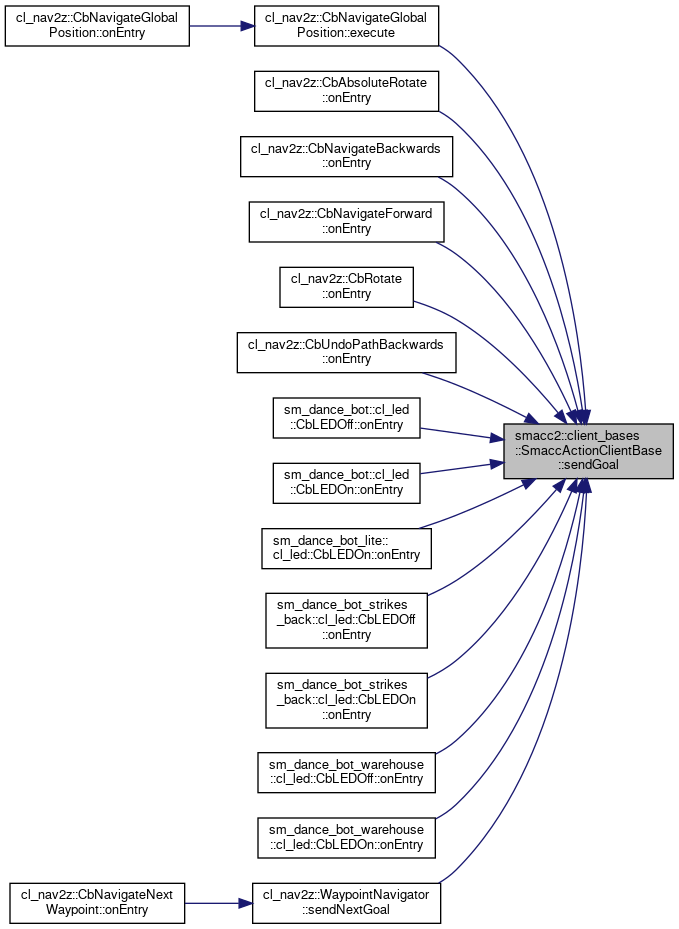 cl_nav2z::CbNavigateGlobal
Position::onEntry
cl_nav2z::CbNavigateGlobal
Position::execute
cl_nav2z::CbAbsoluteRotate
::onEntry
cl_nav2z::CbNavigateBackwards
::onEntry
cl_nav2z::CbNavigateForward
::onEntry
cl_nav2z::CbRotate
::onEntry
cl_nav2z::CbUndoPathBackwards
::onEntry
sm_dance_bot::cl_led
::CbLEDOff::onEntry
smacc2::client_bases
::SmaccActionClientBase
::sendGoal
sm_dance_bot::cl_led
::CbLEDOn::onEntry
sm_dance_bot_lite::
cl_led::CbLEDOn::onEntry
sm_dance_bot_strikes
_back::cl_led::CbLEDOff
::onEntry
sm_dance_bot_strikes
_back::cl_led::CbLEDOn
::onEntry
sm_dance_bot_warehouse
::cl_led::CbLEDOff::onEntry
sm_dance_bot_warehouse
::cl_led::CbLEDOn::onEntry
cl_nav2z::CbNavigateNext
Waypoint::onEntry
cl_nav2z::WaypointNavigator
::sendNextGoal